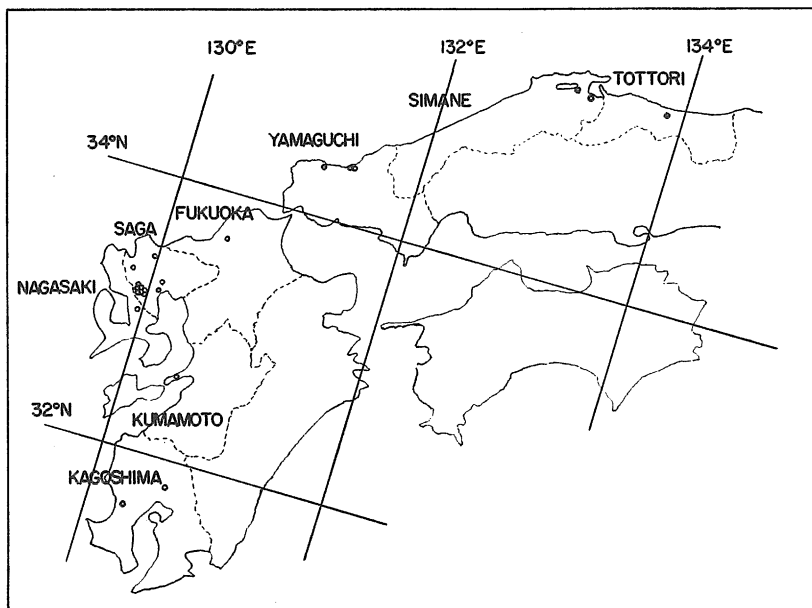 130°E
132°E
134°E
TOTTORI
SIMANE
YAMAGUCHI
34°N
FUKUOKA
SAGA
NAGASAKI
32°N
KUMAMOTO
KAGOSHIMA